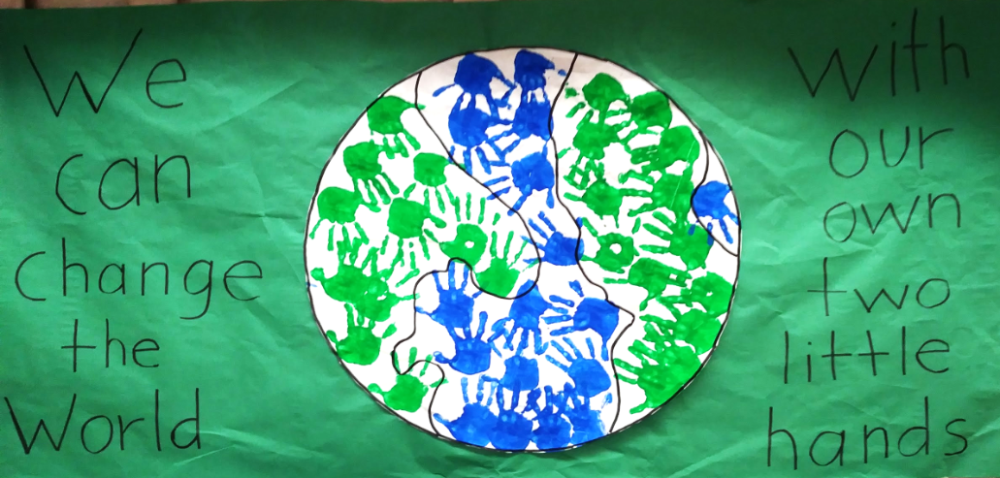 We
can
change
the
World
with
our
own
two
little
hands